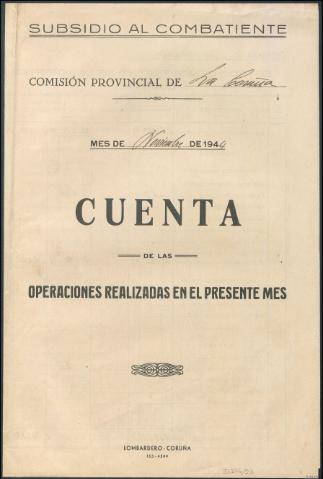 SUBSIDIO AL COMBATIENTE
COMISIÓN PROVINCIAL DE La Coruña
MES DE Noviembre DE 194
CUENTA
DE LAS
OPERACIONES REALIZADAS EN EL PRESENTE MES
LOMBARDERO-CORUÑA